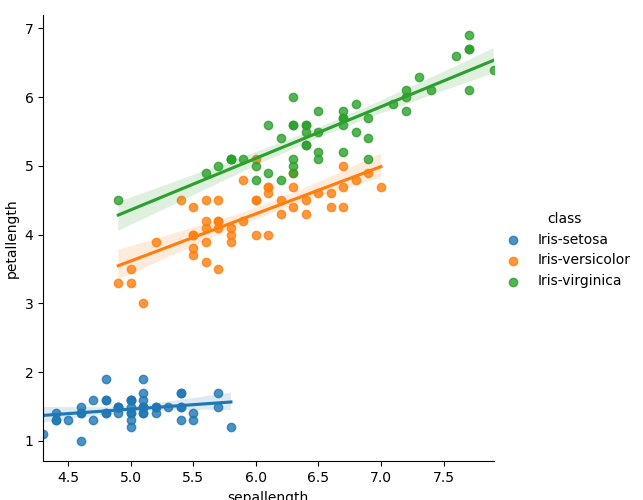 7
6
5
4
3
2
1
petallength
4.5 5.0 5.5 6.0 6.5 7.0 7.5
sepallength
class
Iris-setosa
Iris-versicolor
Iris-virginica